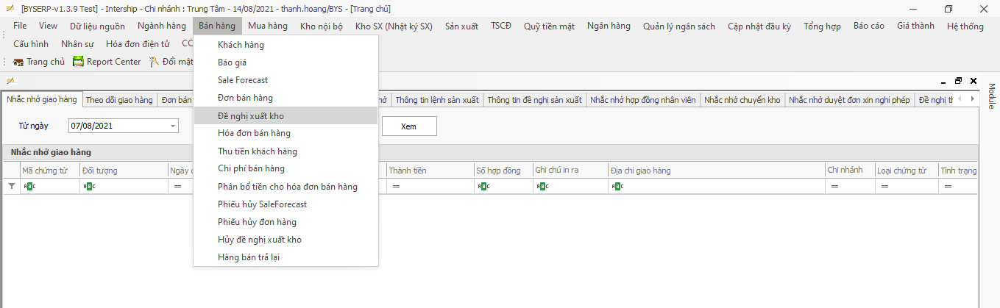 [BYSERP-v1.3.9 Test] - Intership - Chi nhánh : Trung Tâm - 14/08/2021 - thanh.hoang/BYS - [Trang chủ]
File View Dữ liệu nguồn Ngành hàng Bán hàng Mua hàng Kho nội bộ Kho SX (Nhật ký SX) Sản xuất TSCĐ Quỹ tiền mặt Ngân hàng Quản lý ngân sách Cập nhật đầu kỳ Tổng hợp Báo cáo Giá thành Hệ thống
Cấu hình Nhân sự Hóa đơn điện tử
Trang chủ Report Center Đổi mật
Khách hàng
Báo giá
Sale Forecast
Đơn bán hàng
Đề nghị xuất kho
Hóa đơn bán hàng
Thu tiền khách hàng
Chi phí bán hàng
Phân bổ tiền cho hóa đơn bán hàng
Phiếu hủy SaleForecast
Phiếu hủy đơn hàng
Hủy đề nghị xuất kho
Hàng bán trả lại
Module
Nhắc nhở giao hàng Theo dõi giao hàng Đơn bán Thông tin lệnh sản xuất Thông tin đề nghị sản xuất Nhắc nhở hợp đồng nhân viên Nhắc nhở chuyển kho Nhắc nhở duyệt đơn xin nghi phép Đề nghị
Từ ngày 07/08/2021 Xem
Nhắc nhở giao hàng
Mã chứng từ Đối tượng Ngày Thành tiền Số hợp đồng Ghi chú in ra Địa chỉ giao hàng Chi nhánh Loại chứng từ Tình trạng
ABC ABC = = ABC ABC ABC = = =